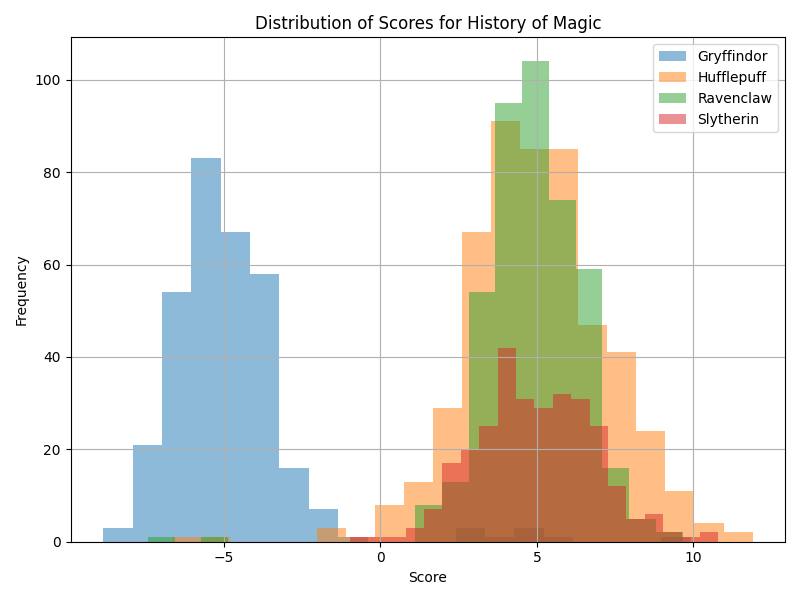 Distribution of Scores for History of Magic
Gryffindor
Hufflepuff
Ravenclaw
Slytherin
Frequency
100
80
60
40
20
0
−5
0
5
10
Score